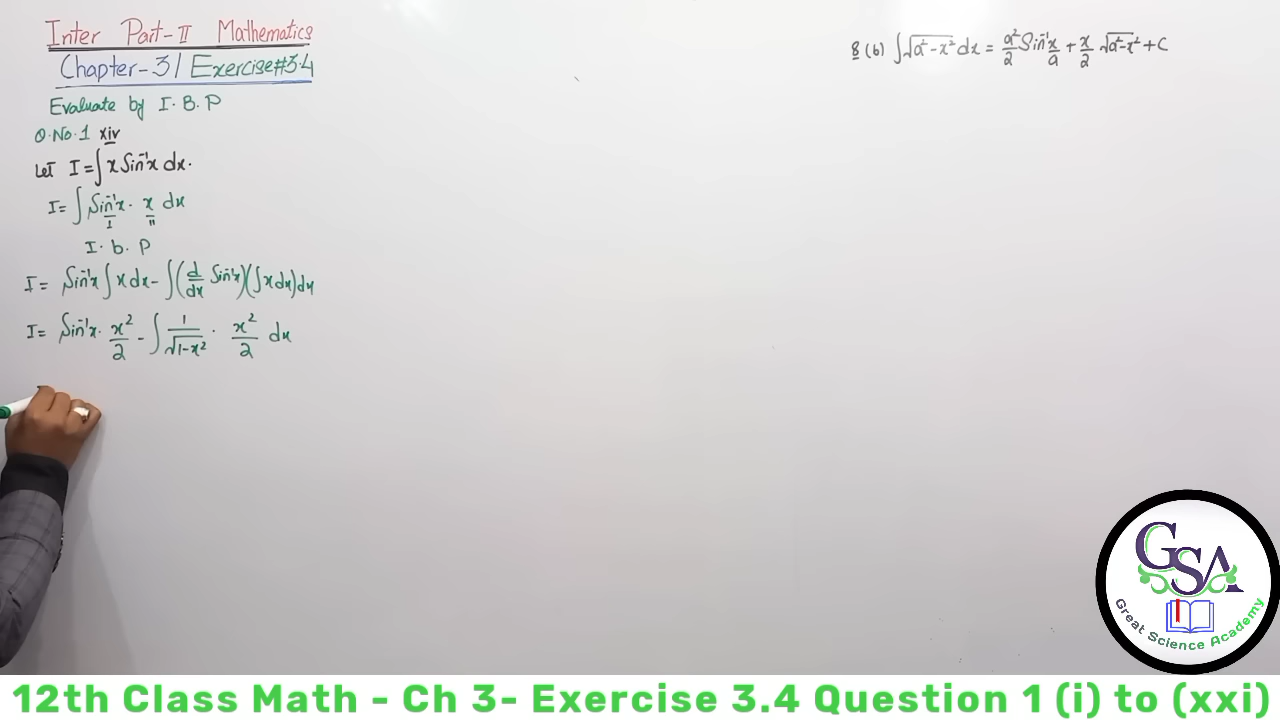 Inter Part-II Mathematics
Chapter-3/Exercise#3.4
Evaluate by I.B.P
Q.No.1 xiv
Let I=∫x Sin⁻¹x dx.
I= ∫ Sin⁻¹x · x dx
I II
I. b. P
I= Sin⁻¹x ∫x dx - ∫(d/dx Sin⁻¹x)(∫x dx)dx
I= Sin⁻¹x · x²/2 - ∫ 1/√1-x² · x²/2 dx
8 (b) ∫√a²-x² dx = a²/2 Sin⁻¹ x/a + x/2 √a²-x² + C
GSA
Great Science Academy
12th Class Math - Ch 3- Exercise 3.4 Question 1 (i) to (xxi)